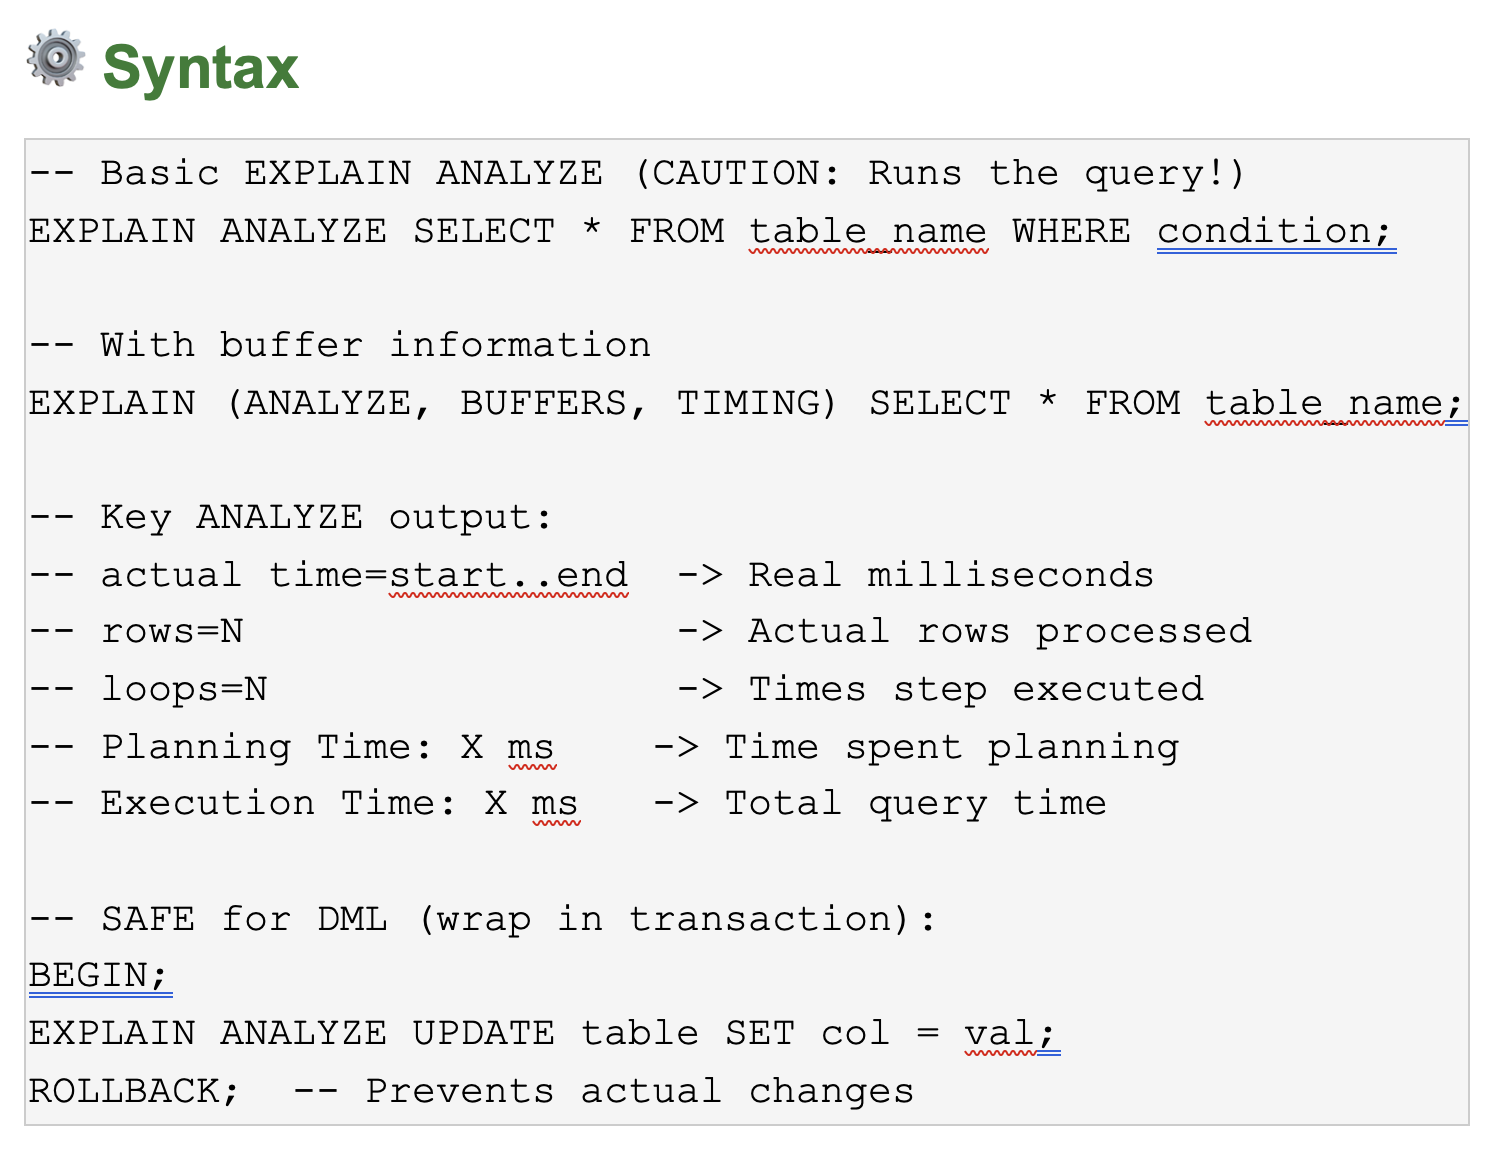 Syntax
-- Basic EXPLAIN ANALYZE (CAUTION: Runs the query!)
EXPLAIN ANALYZE SELECT * FROM table_name WHERE condition;
-- With buffer information
EXPLAIN (ANALYZE, BUFFERS, TIMING) SELECT * FROM table_name;
-- Key ANALYZE output:
-- actual time=start..end  -> Real milliseconds
-- rows=N                  -> Actual rows processed
-- loops=N                 -> Times step executed
-- Planning Time: X ms    -> Time spent planning
-- Execution Time: X ms   -> Total query time
-- SAFE for DML (wrap in transaction):
BEGIN;
EXPLAIN ANALYZE UPDATE table SET col = val;
ROLLBACK;  -- Prevents actual changes